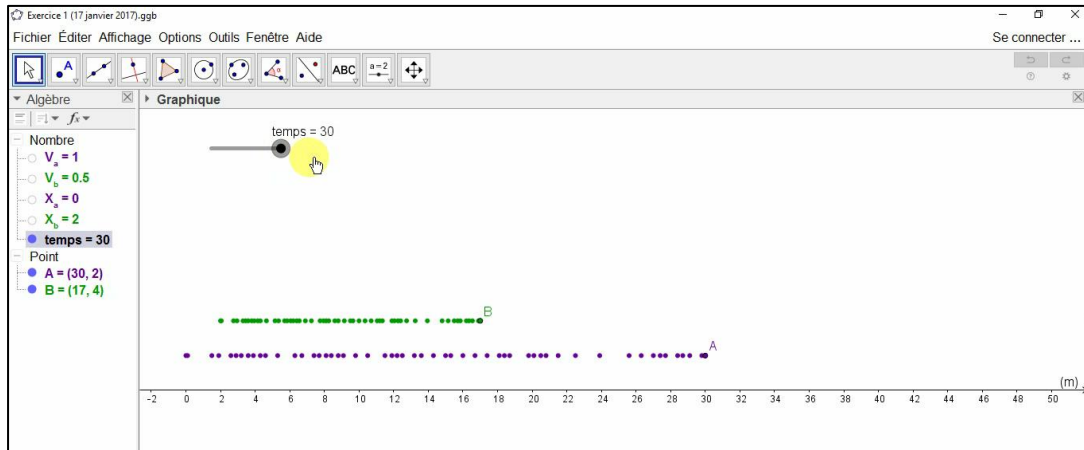 Exercice 1 (17 janvier 2017).ggb
Fichier Éditer Affichage Options Outils Fenêtre Aide
Se connecter ...
ABC
a=2
Algèbre
Graphique
fx
Nombre
Va = 1
Vb = 0.5
Xa = 0
Xb = 2
temps = 30
Point
A = (30, 2)
B = (17, 4)
temps = 30
B
A
(m)
-2 0 2 4 6 8 10 12 14 16 18 20 22 24 26 28 30 32 34 36 38 40 42 44 46 48 50